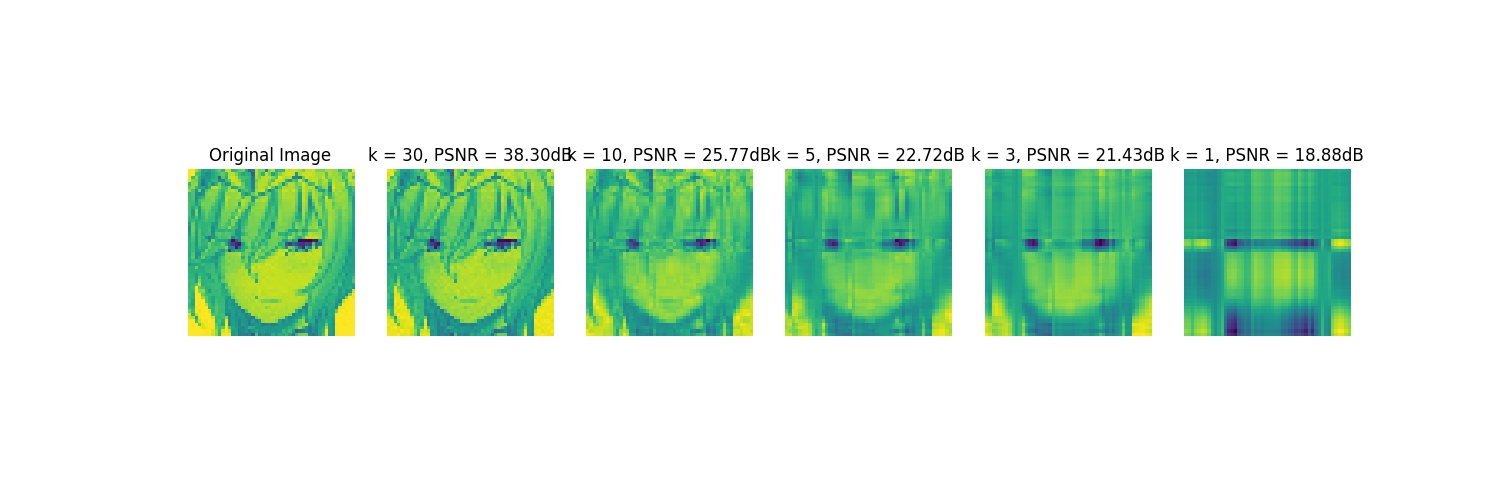 Original Image
k = 30, PSNR = 38.30dB
k = 10, PSNR = 25.77dB
k = 5, PSNR = 22.72dB
k = 3, PSNR = 21.43dB
k = 1, PSNR = 18.88dB